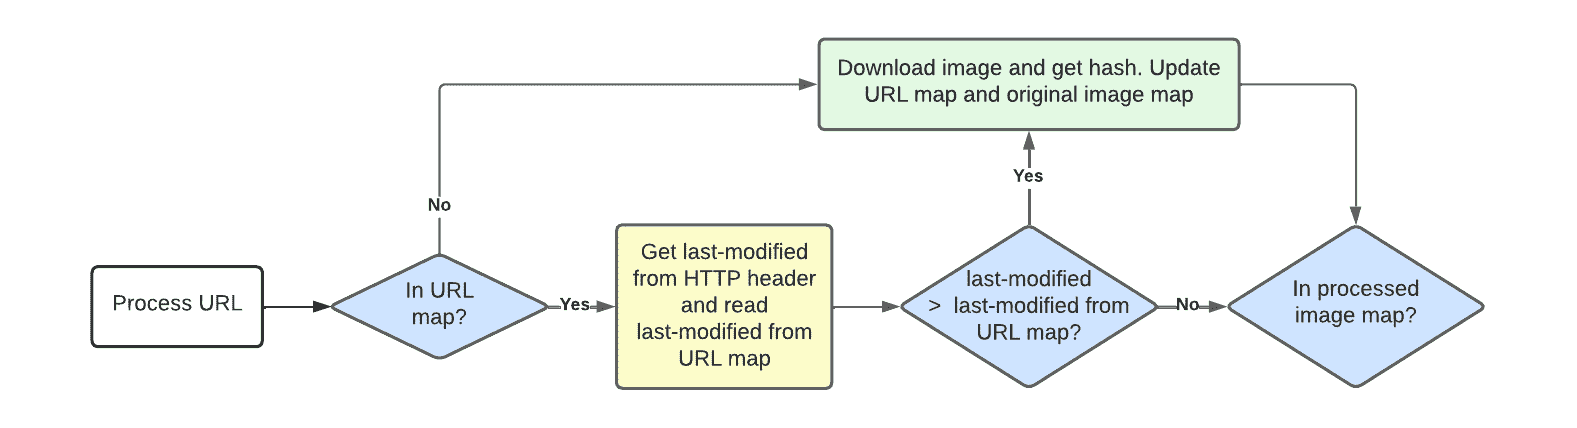 Process URL
In URL
map?
No
Yes
Get last-modified
from HTTP header
and read
last-modified from
URL map
last-modified
> last-modified from
URL map?
Yes
Download image and get hash. Update
URL map and original image map
No
In processed
image map?